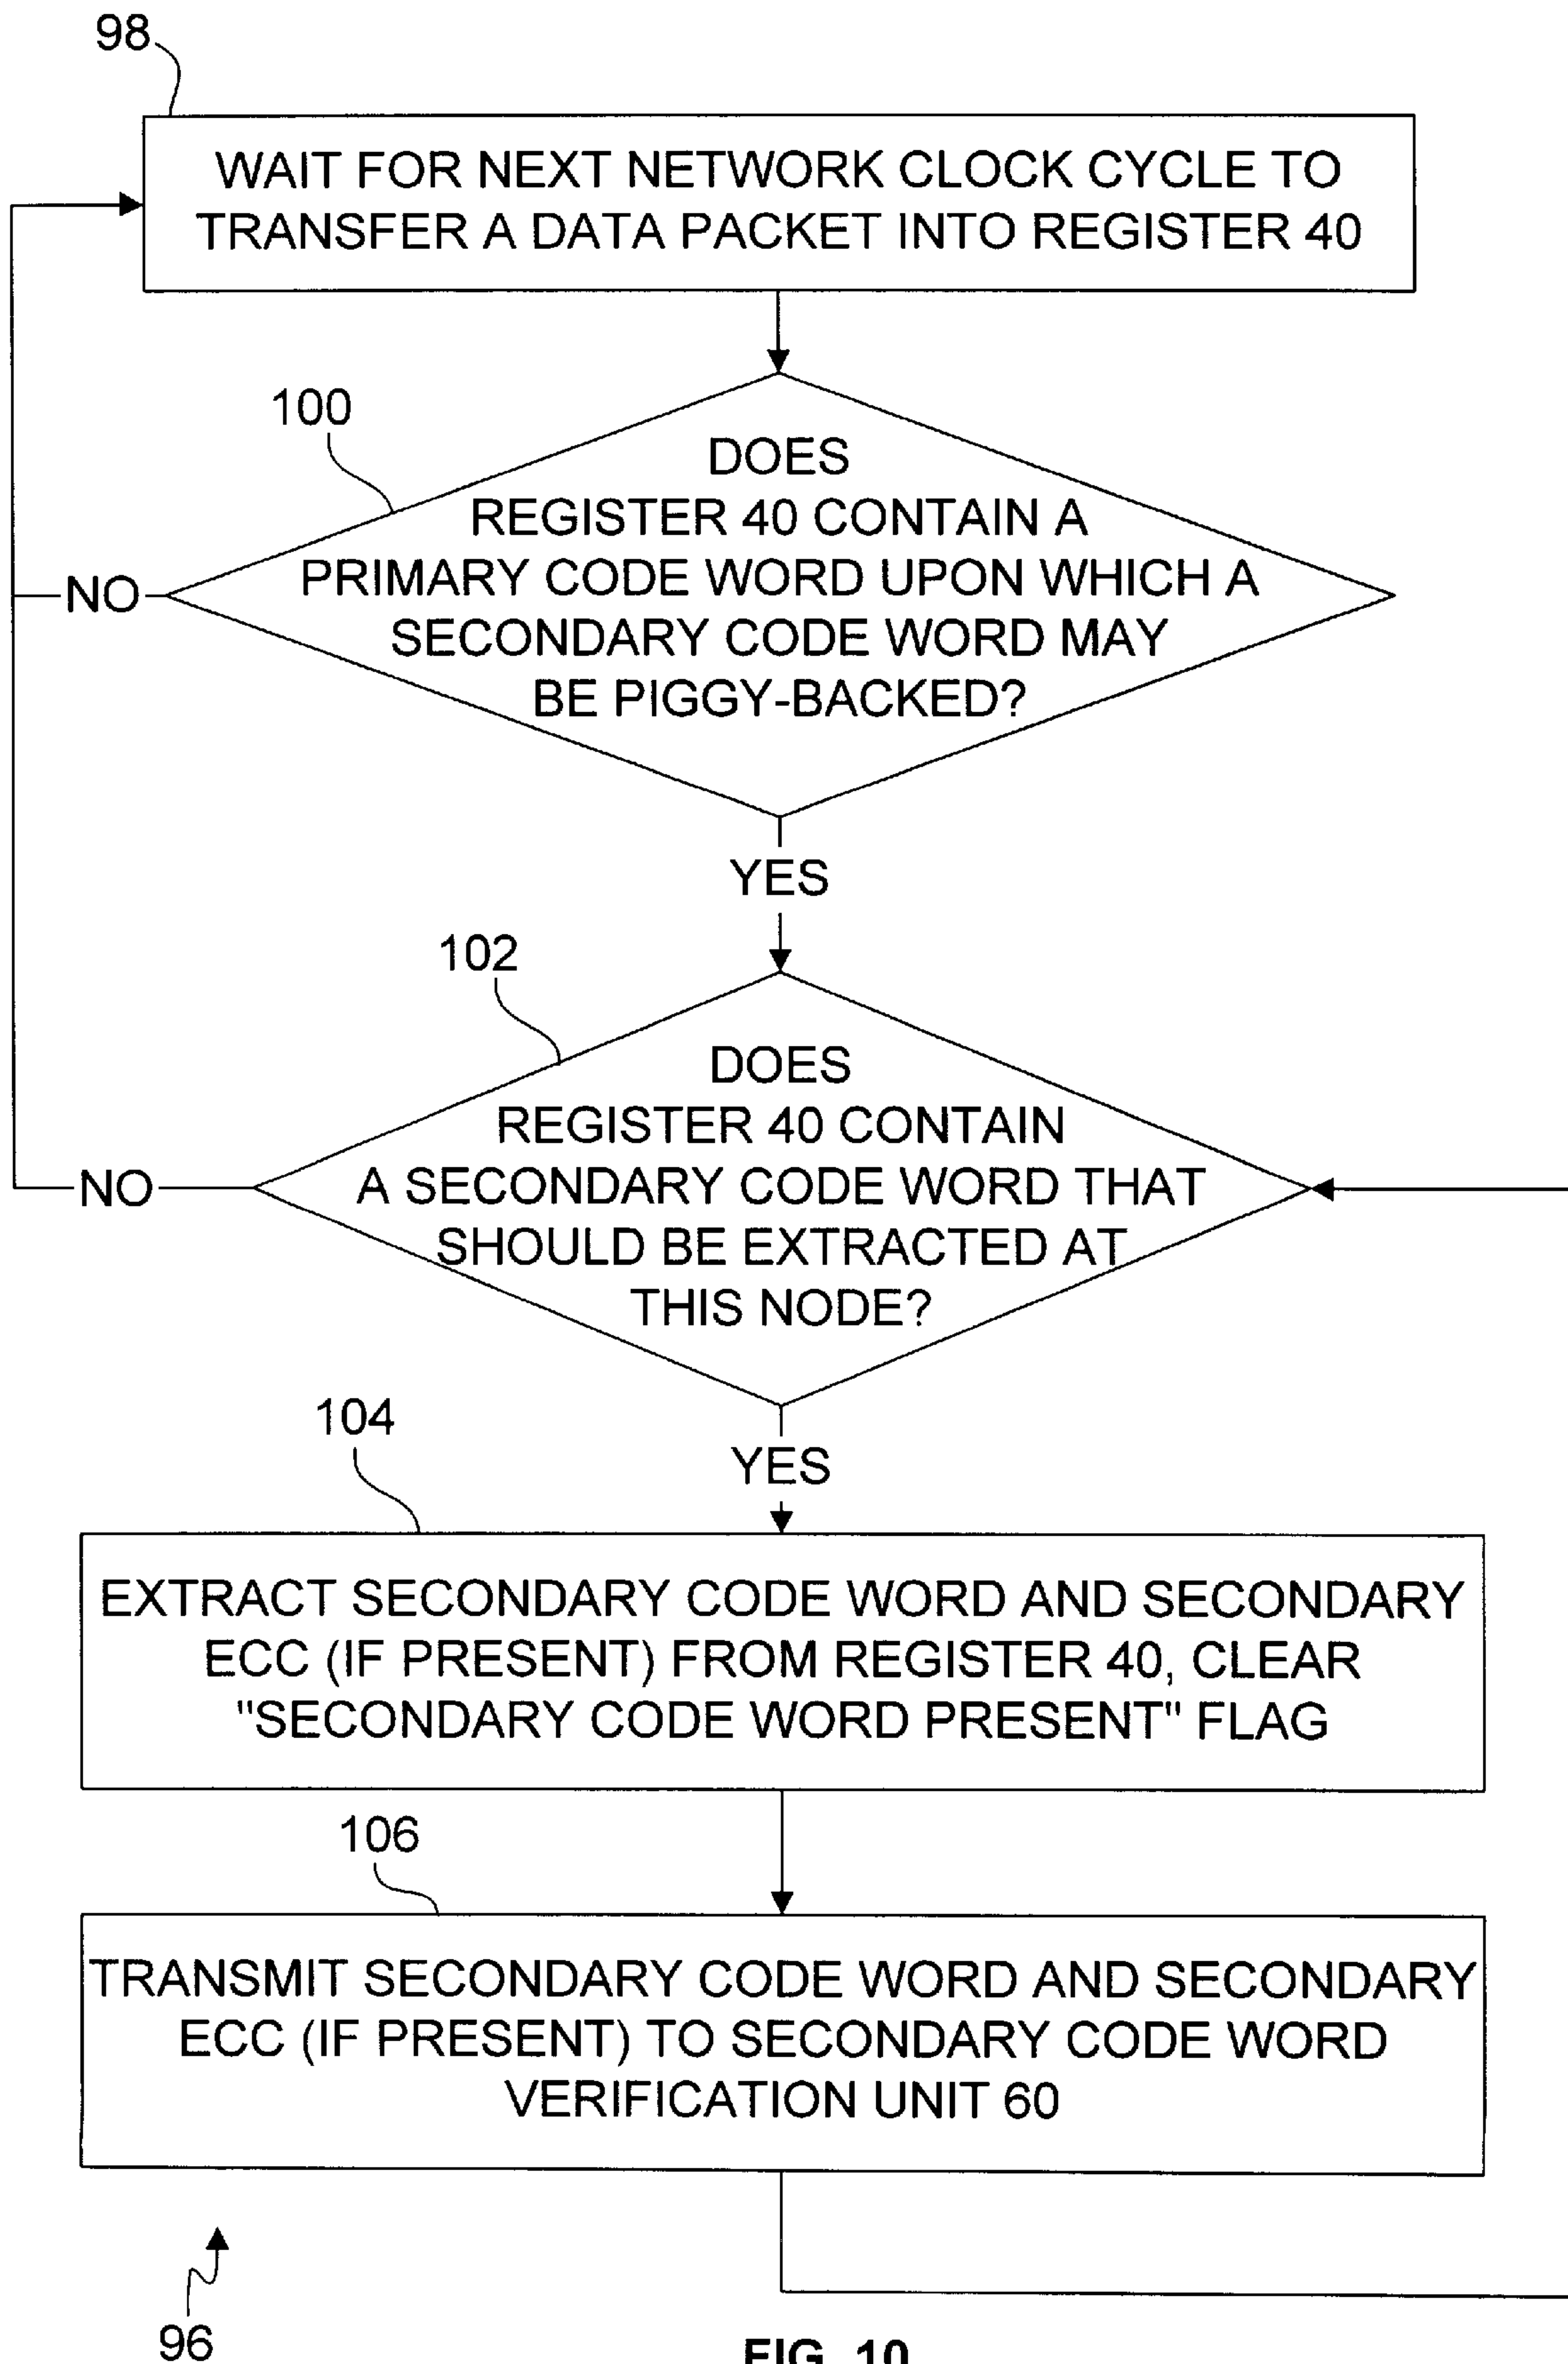 98
WAIT FOR NEXT NETWORK CLOCK CYCLE TO
TRANSFER A DATA PACKET INTO REGISTER 40
100
DOES
REGISTER 40 CONTAIN A
PRIMARY CODE WORD UPON WHICH A
SECONDARY CODE WORD MAY
BE PIGGY-BACKED?
NO
YES
102
DOES
REGISTER 40 CONTAIN
A SECONDARY CODE WORD THAT
SHOULD BE EXTRACTED AT
THIS NODE?
NO
YES
104
EXTRACT SECONDARY CODE WORD AND SECONDARY
ECC (IF PRESENT) FROM REGISTER 40, CLEAR
"SECONDARY CODE WORD PRESENT" FLAG
106
TRANSMIT SECONDARY CODE WORD AND SECONDARY
ECC (IF PRESENT) TO SECONDARY CODE WORD
VERIFICATION UNIT 60
96
FIG. 10